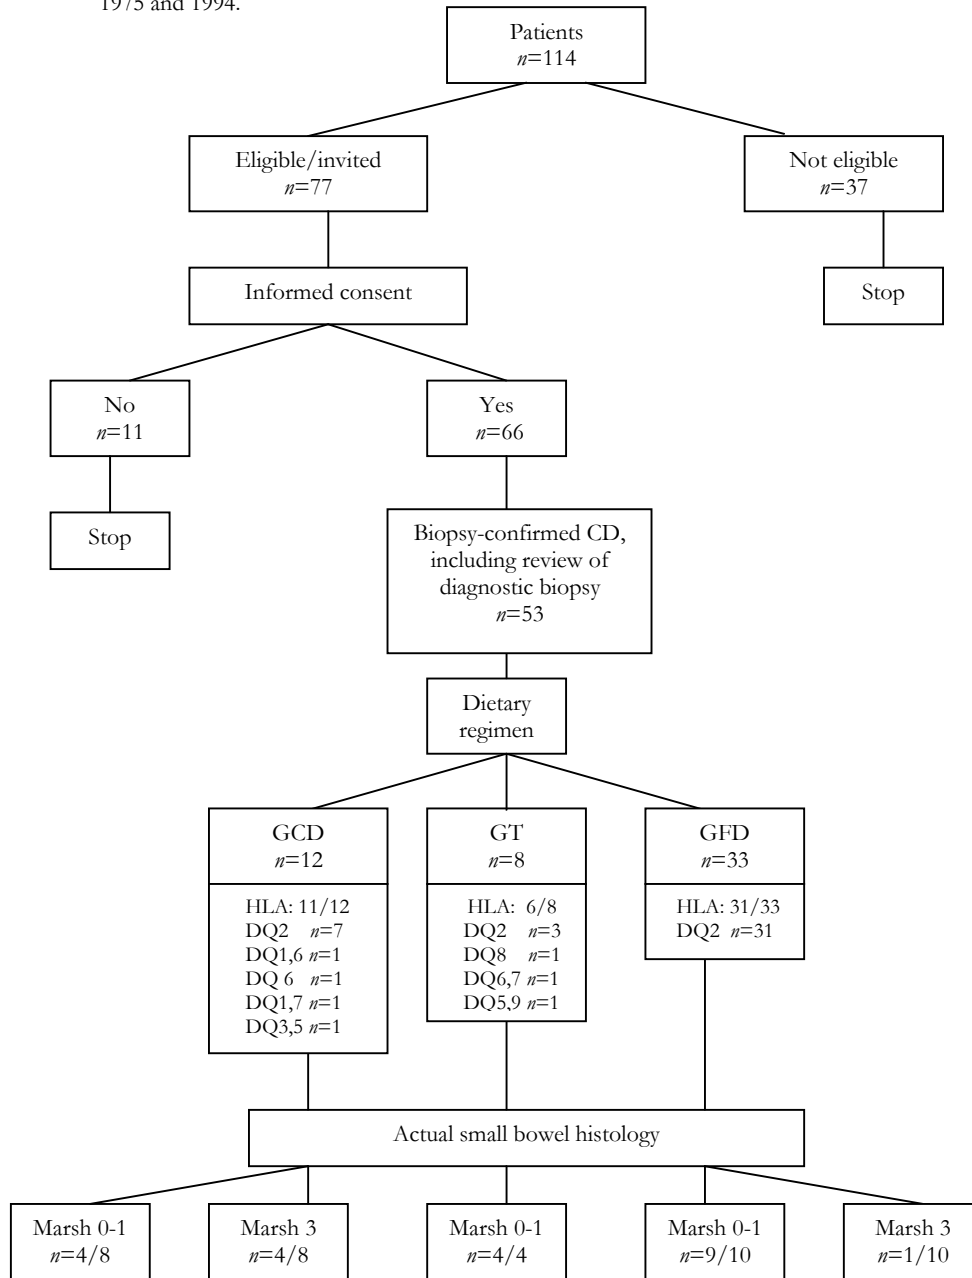 1975 and 1994.
Patients
n=114
Eligible/invited
n=77
Not eligible
n=37
Informed consent
Stop
No
n=11
Yes
n=66
Stop
Biopsy-confirmed CD,
including review of
diagnostic biopsy
n=53
Dietary
regimen
GCD
n=12
HLA: 11/12
DQ2 n=7
DQ1,6 n=1
DQ 6 n=1
DQ1,7 n=1
DQ3,5 n=1
GT
n=8
HLA: 6/8
DQ2 n=3
DQ8 n=1
DQ6,7 n=1
DQ5,9 n=1
GFD
n=33
HLA: 31/33
DQ2 n=31
Actual small bowel histology
Marsh 0-1
n=4/8
Marsh 3
n=4/8
Marsh 0-1
n=4/4
Marsh 0-1
n=9/10
Marsh 3
n=1/10